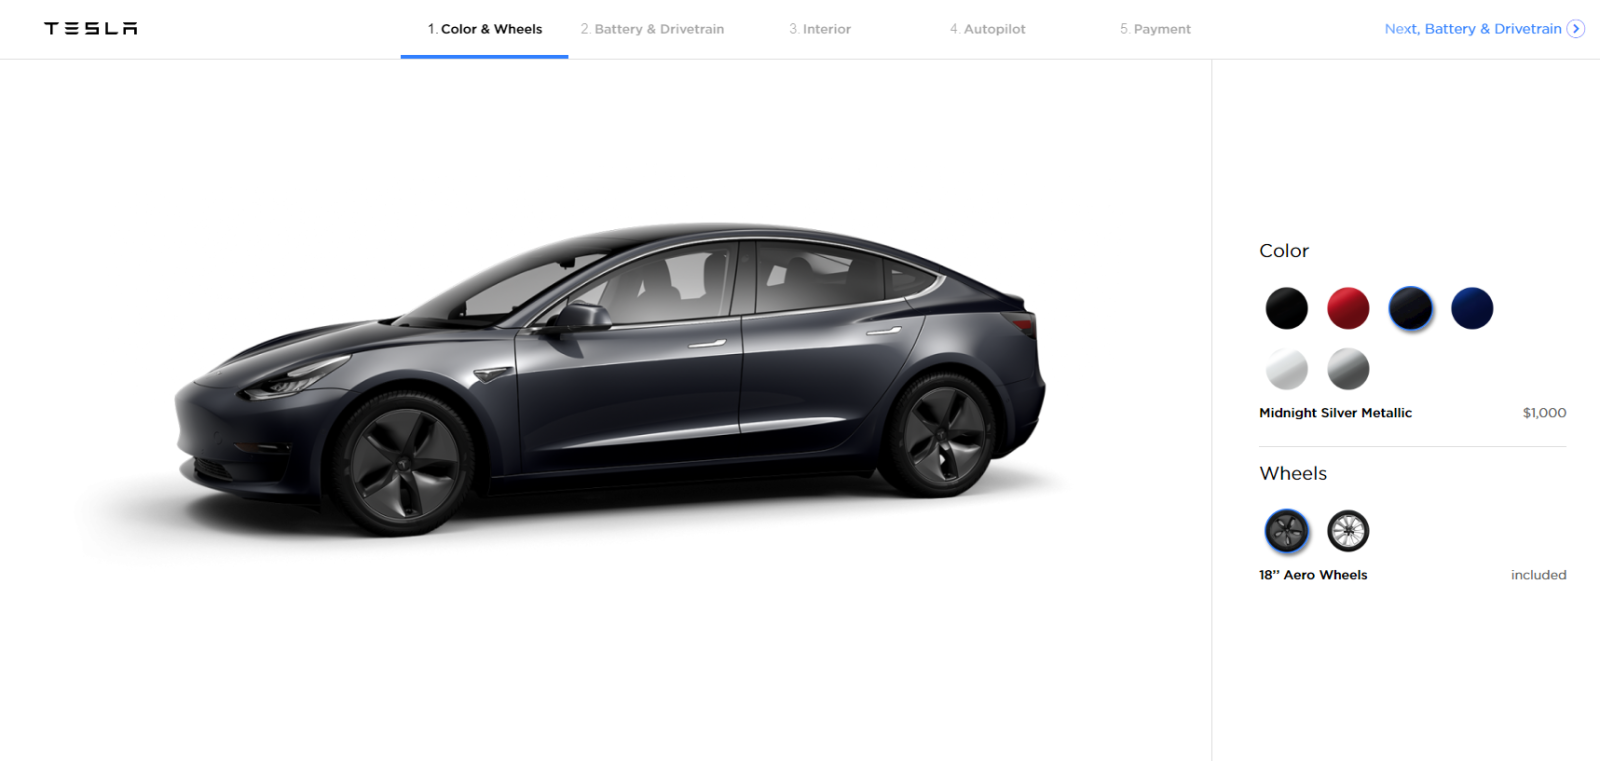 TESLA
1. Color & Wheels
2. Battery & Drivetrain
3. Interior
4. Autopilot
5. Payment
Next, Battery & Drivetrain
Color
Midnight Silver Metallic $1,000
Wheels
18’’ Aero Wheels included